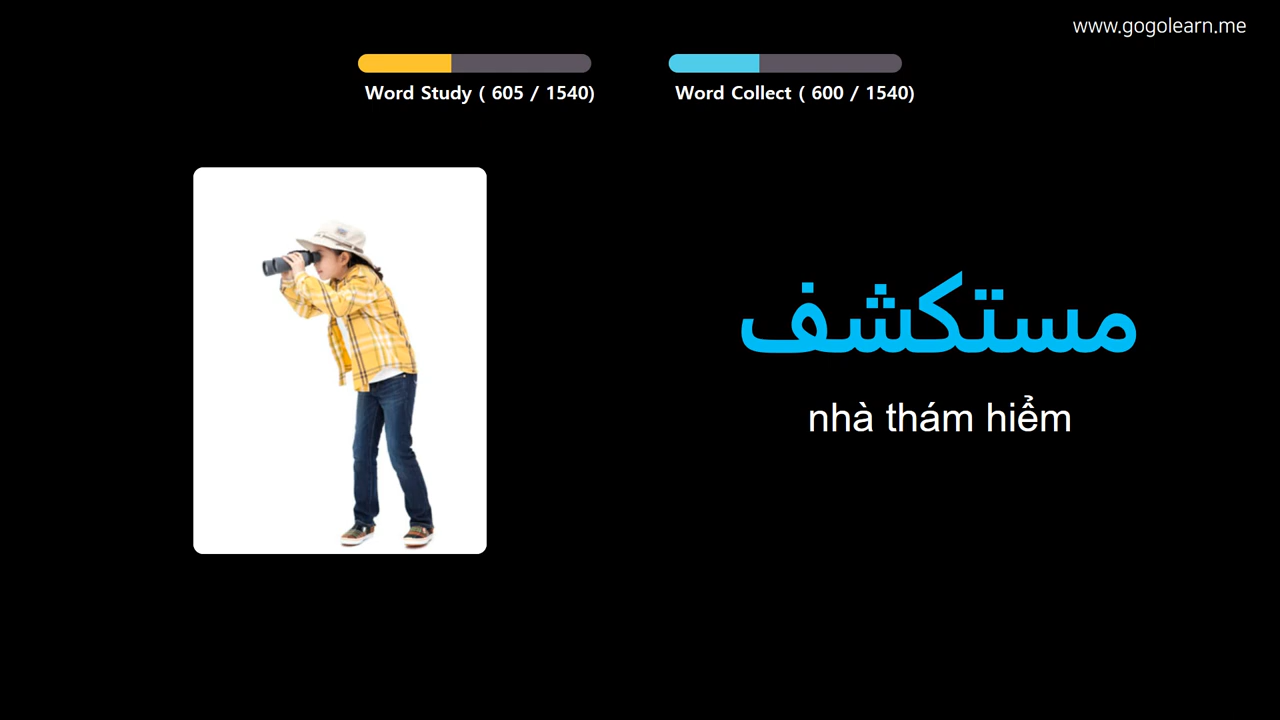 www.gogolearn.me
Word Study ( 605 / 1540)
Word Collect ( 600 / 1540)
مستكشف
nhà thám hiểm